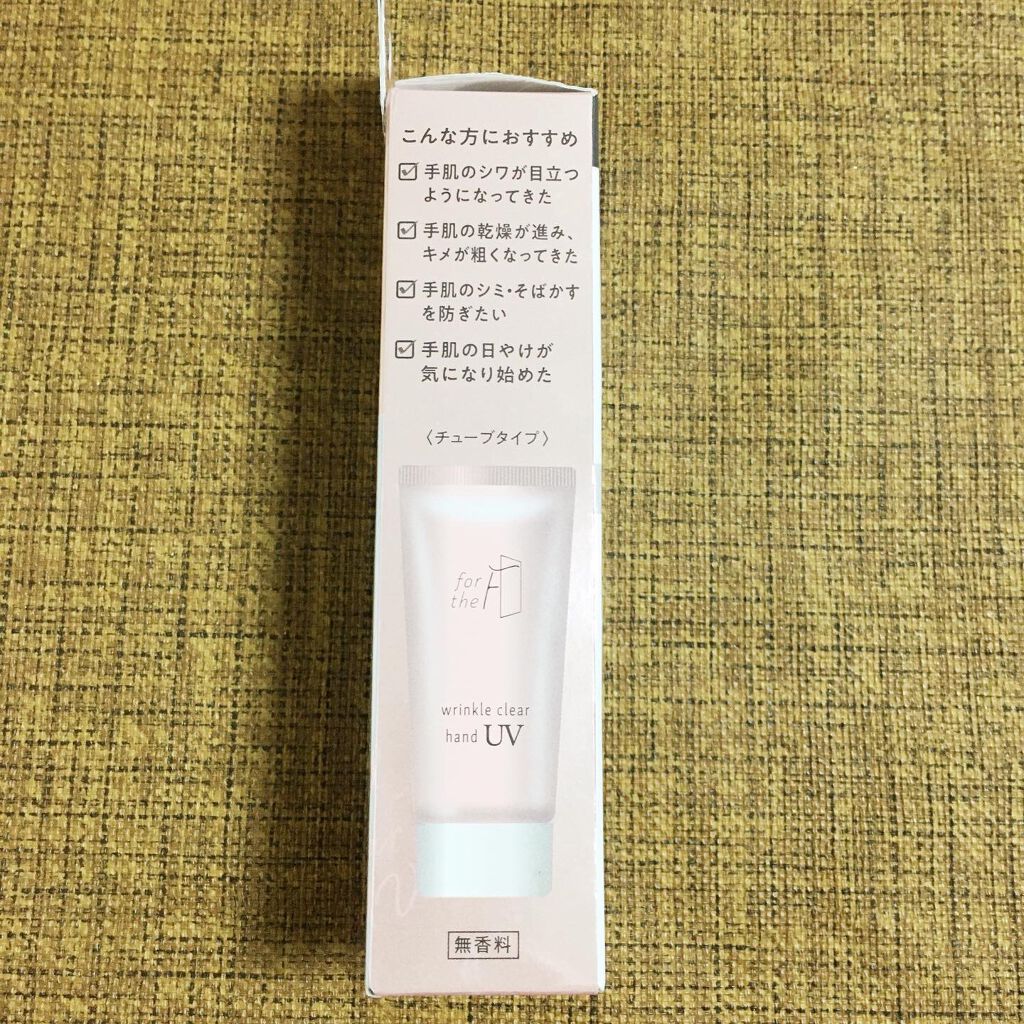 こんな方におすすめ
手肌のシワが目立つ
ようになってきた
手肌の乾燥が進み、
キメが粗くなってきた
手肌のシミ・そばかす
を防ぎたい
手肌の日やけが
気になり始めた
〈チューブタイプ〉
for
the F
wrinkle clear
hand UV
無香料